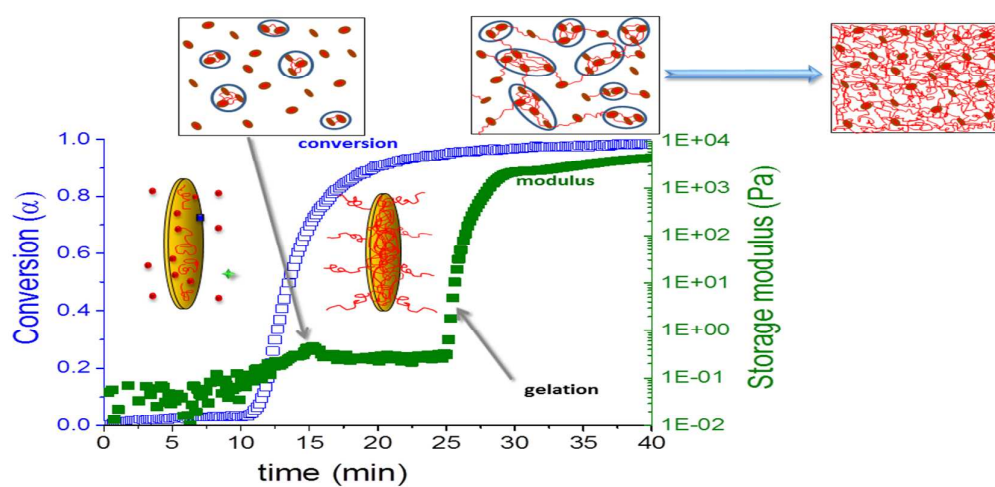 conversion
modulus
gelation
Conversion (α)
1.0
0.8
0.6
0.4
0.2
0.0
0
5
10
15
20
25
30
35
40
time (min)
1E+04
1E+03
1E+02
1E+01
1E+00
1E-01
1E-02
Storage modulus (Pa)